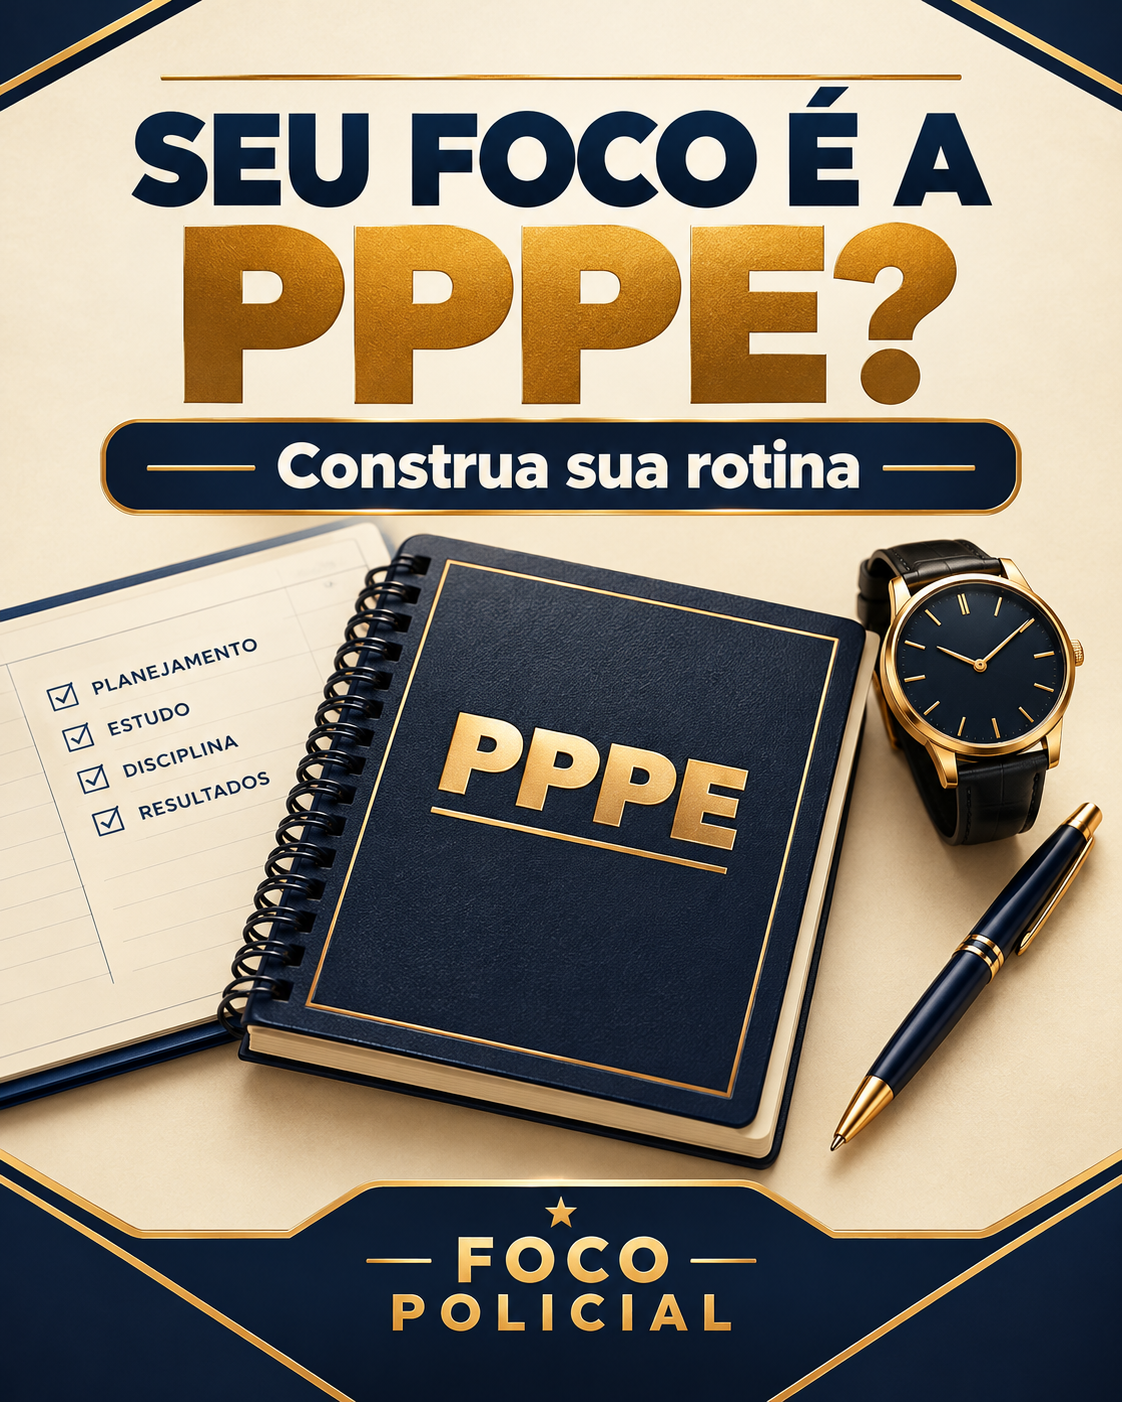 SEU FOCO É A
PPPE?
Construa sua rotina
PLANEJAMENTO
ESTUDO
DISCIPLINA
RESULTADOS
PPPE
FOCO
POLICIAL